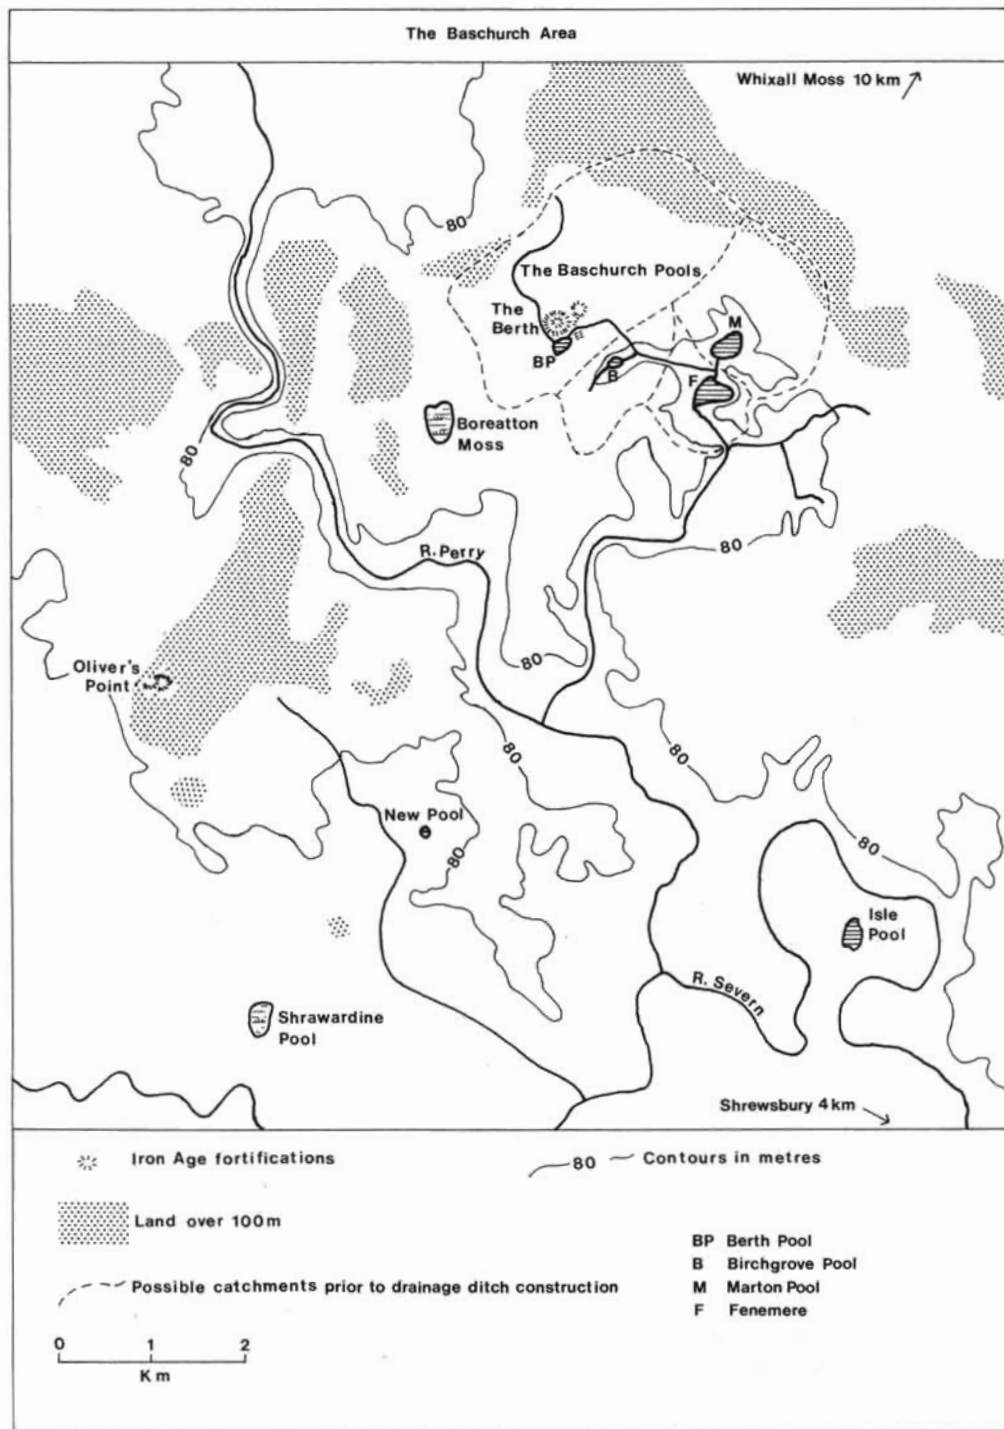 The Baschurch Area
Whixall Moss 10 km
80
The Baschurch Pools
The
Berth
M
BP
B
F
Boreatton
Moss
80
R. Perry
80
80
Oliver's
Point
80
80
New Pool
80
80
Isle
Pool
R. Severn
Shrawardine
Pool
Shrewsbury 4 km
Iron Age fortifications
80 Contours in metres
Land over 100m
Possible catchments prior to drainage ditch construction
BP Berth Pool
B Birchgrove Pool
M Marton Pool
F Fenemere
0 1 2
Km